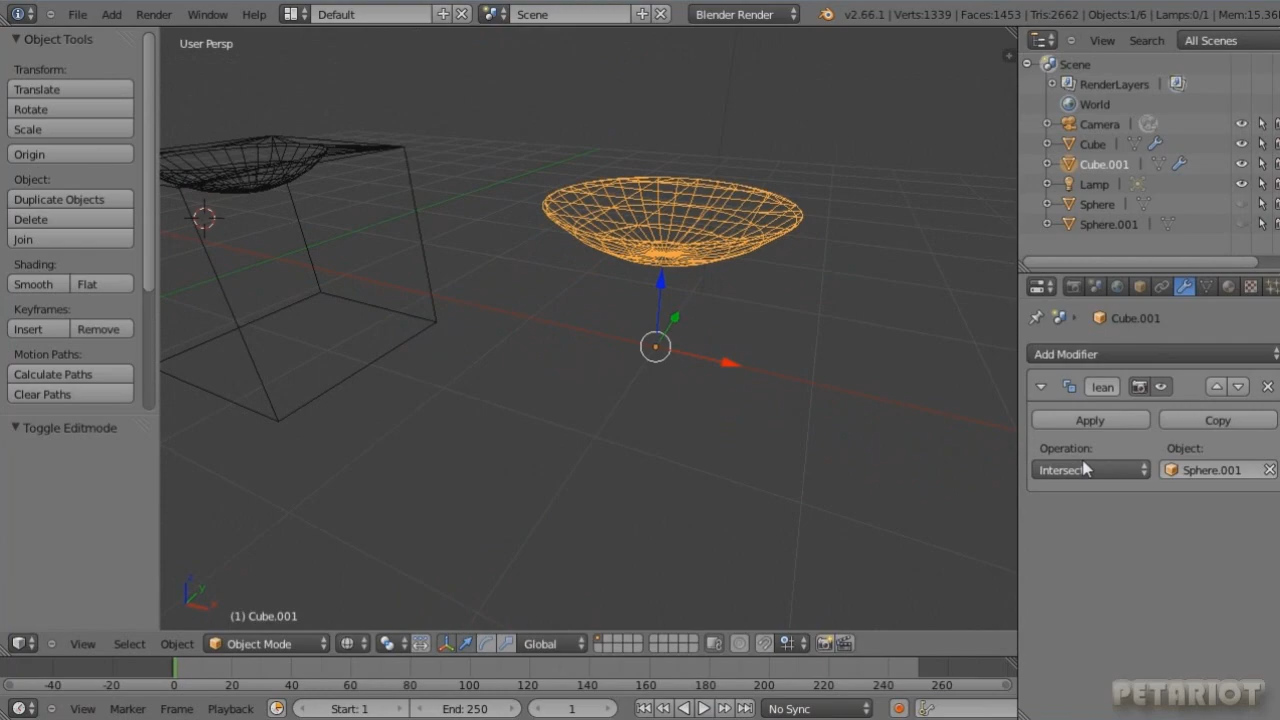 File Add Render Window Help Default Scene Blender Render v2.66.1 | Verts:1339 | Faces:1453 | Tris:2662 | Objects:1/6 | Lamps:0/1 | Mem:15.36
Object Tools
Transform:
Translate
Rotate
Scale
Origin
Object:
Duplicate Objects
Delete
Join
Shading:
Smooth Flat
Keyframes:
Insert Remove
Motion Paths:
Calculate Paths
Clear Paths
Toggle Editmode
User Persp
(1) Cube.001
View Search All Scenes
Scene
RenderLayers
World
Camera
Cube
Cube.001
Lamp
Sphere
Sphere.001
Cube.001
Add Modifier
lean
Apply Copy
Operation: Object:
Intersect Sphere.001
View Select Object Object Mode Global
-40 -20 0 20 40 60 80 100 120 140 160 180 200 220 240 260
View Marker Frame Playback Start: 1 End: 250 1 No Sync
PETARIOT